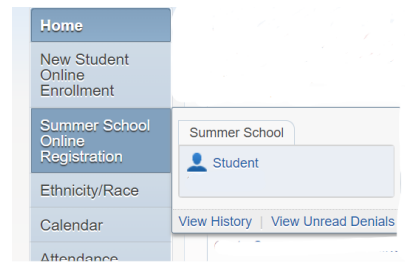 Home
New Student
Online
Enrollment
Summer School
Online
Registration
Ethnicity/Race
Calendar
Attendance
Summer School
Student
View History | View Unread Denials